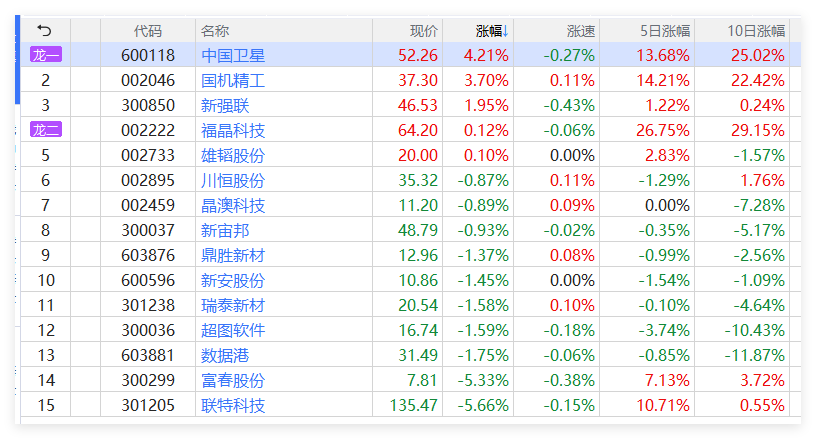 代码 名称 现价 涨幅↓ 涨速 5日涨幅 10日涨幅
龙一 600118 中国卫星 52.26 4.21% -0.27% 13.68% 25.02%
2 002046 国机精工 37.30 3.70% 0.11% 14.21% 22.42%
3 300850 新强联 46.53 1.95% -0.43% 1.22% 0.24%
龙二 002222 福晶科技 64.20 0.12% -0.06% 26.75% 29.15%
5 002733 雄韬股份 20.00 0.10% 0.00% 2.83% -1.57%
6 002895 川恒股份 35.32 -0.87% 0.11% -1.29% 1.76%
7 002459 晶澳科技 11.20 -0.89% 0.09% 0.00% -7.28%
8 300037 新宙邦 48.79 -0.93% -0.02% -0.35% -5.17%
9 603876 鼎胜新材 12.96 -1.37% 0.08% -0.99% -2.56%
10 600596 新安股份 10.86 -1.45% 0.00% -1.54% -1.09%
11 301238 瑞泰新材 20.54 -1.58% 0.10% -0.10% -4.64%
12 300036 超图软件 16.74 -1.59% -0.18% -3.74% -10.43%
13 603881 数据港 31.49 -1.75% -0.06% -0.85% -11.87%
14 300299 富春股份 7.81 -5.33% -0.38% 7.13% 3.72%
15 301205 联特科技 135.47 -5.66% -0.15% 10.71% 0.55%